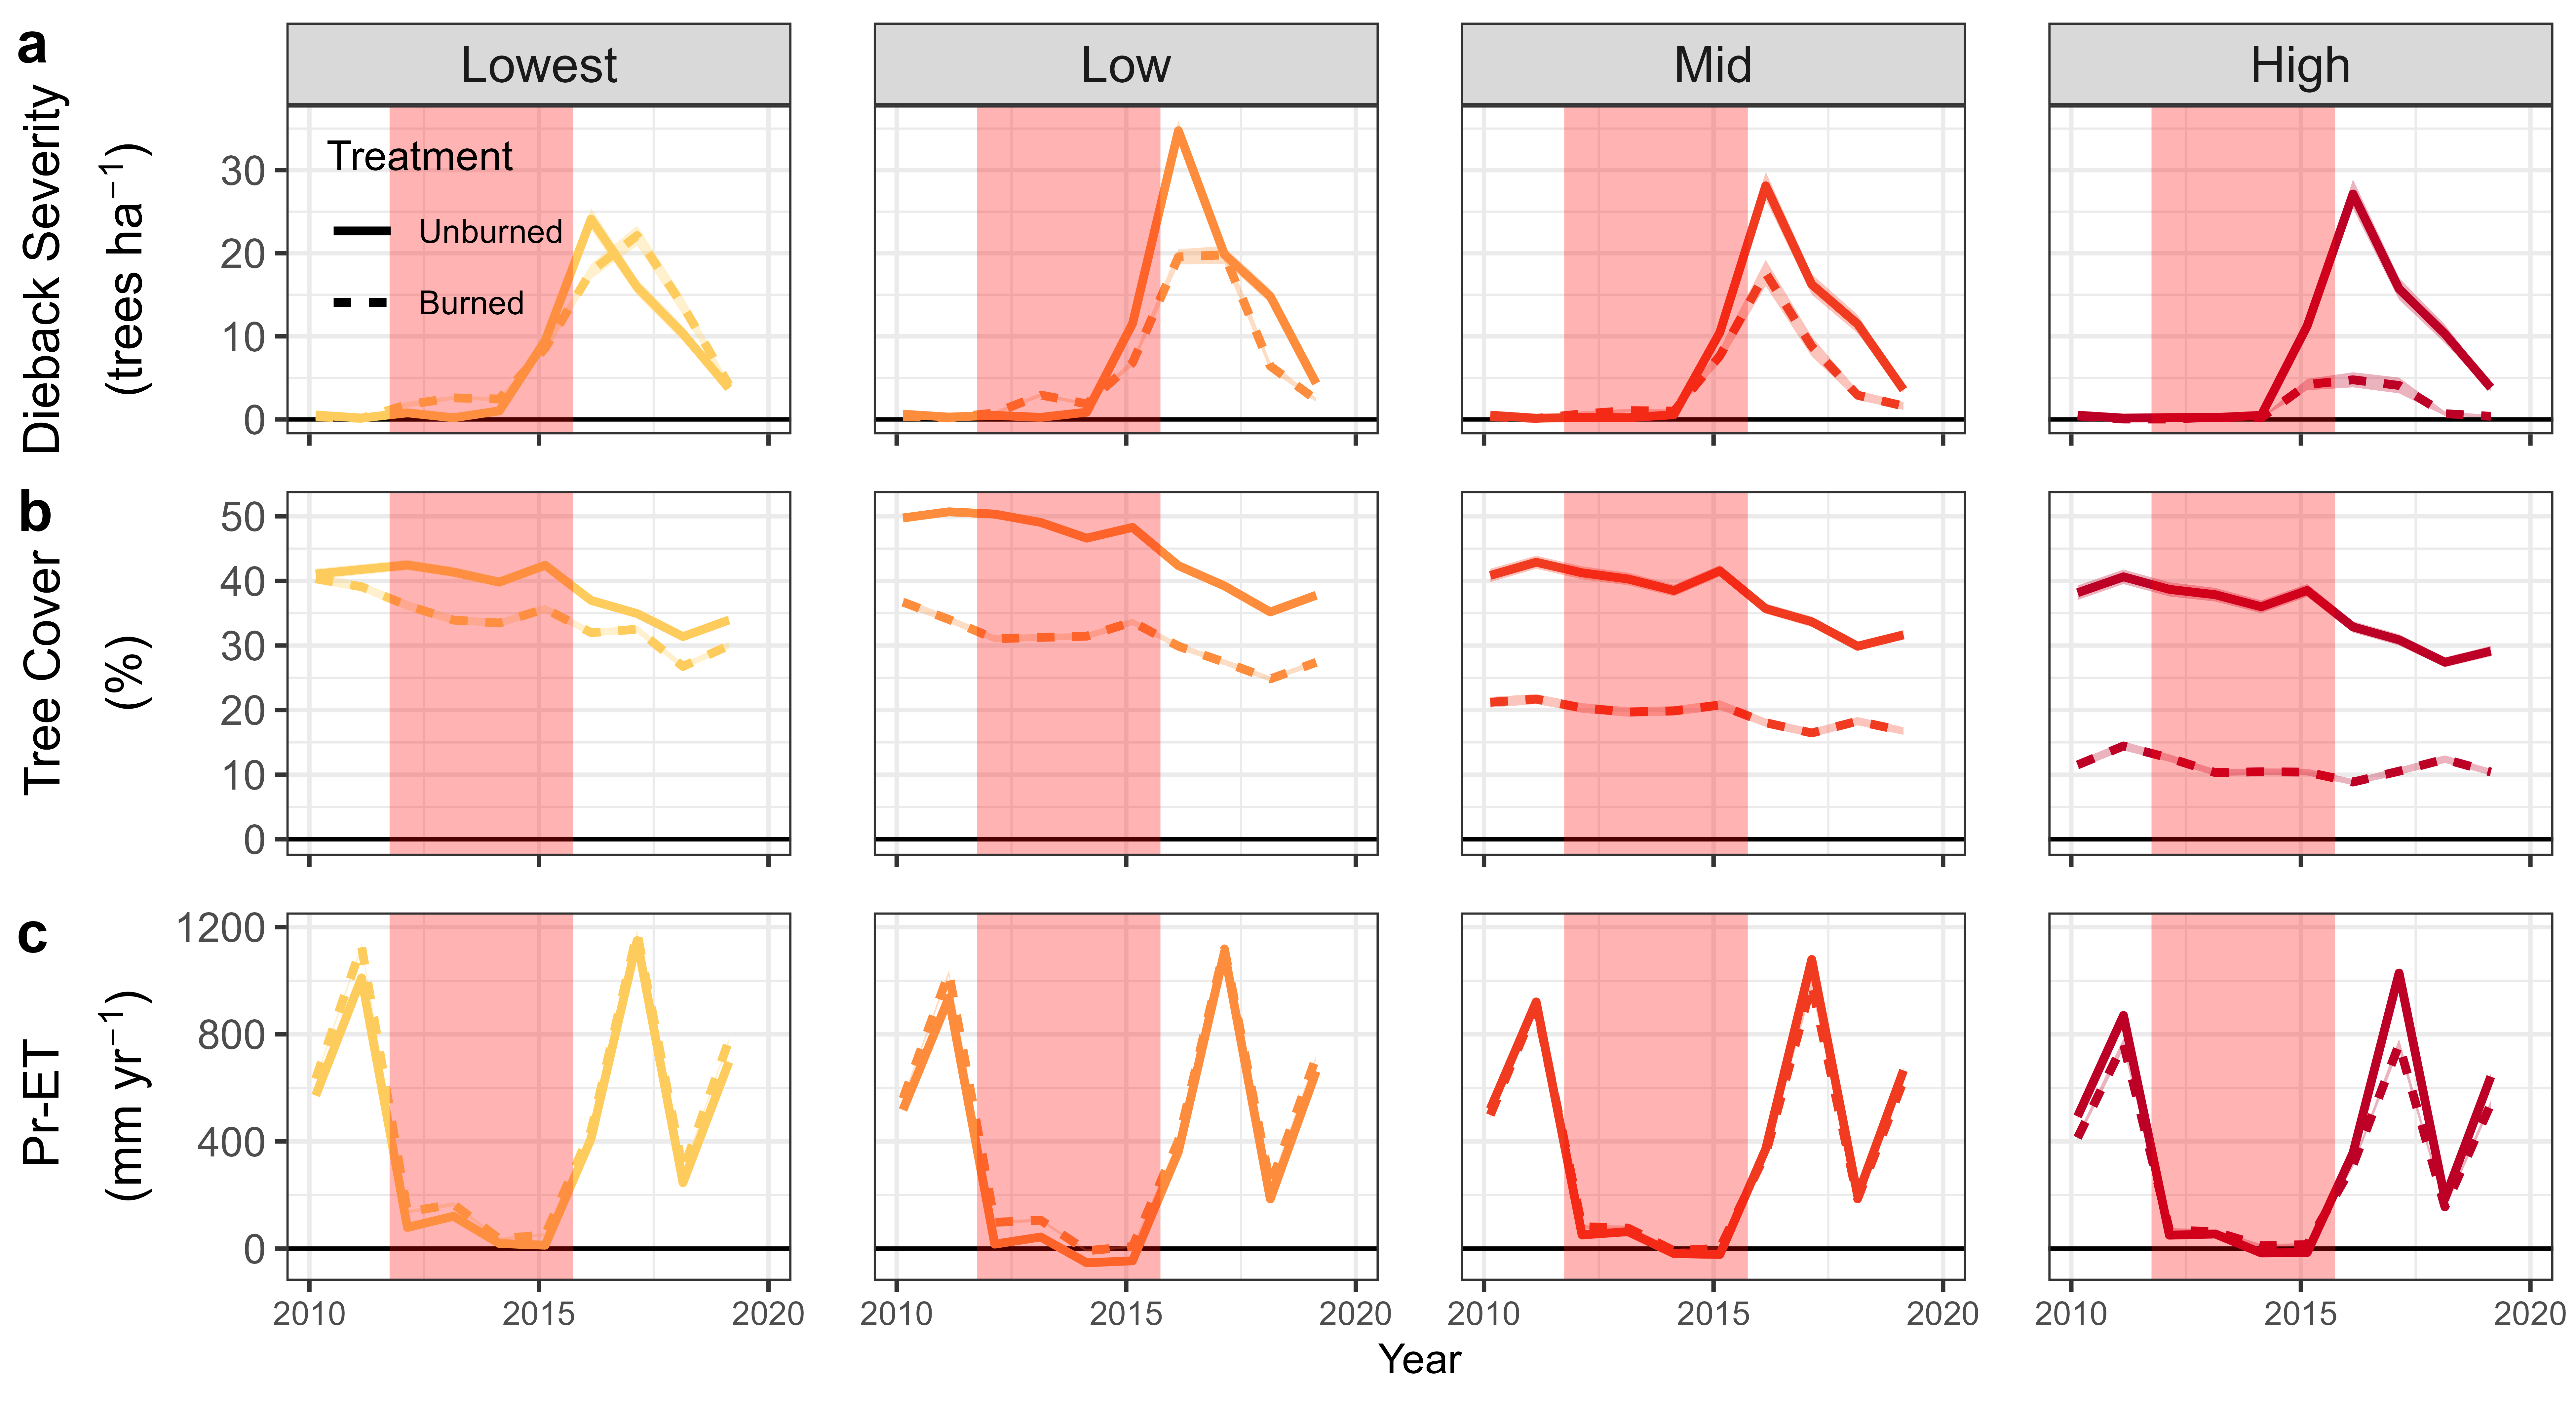 a
Lowest
Low
Mid
High
Dieback Severity
(trees ha⁻¹)
30
20
10
0
Treatment
Unburned
Burned
b
Tree Cover
(%)
50
40
30
20
10
0
c
Pr-ET
(mm yr⁻¹)
1200
800
400
0
2010 2015 2020
2010 2015 2020
2010 2015 2020
2010 2015 2020
Year